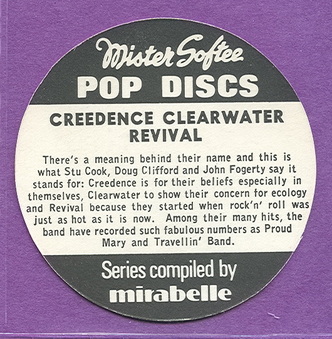 Mister Softee
POP DISCS
CREEDENCE CLEARWATER
REVIVAL
There's a meaning behind their name and this is
what Stu Cook, Doug Clifford and John Fogerty say it
stands for: Creedence is for their beliefs especially in
themselves, Clearwater to show their concern for ecology
and Revival because they started when rock'n' roll was
just as hot as it is now. Among their many hits, the
band have recorded such fabulous numbers as Proud
Mary and Travellin' Band.
Series compiled by
mirabelle